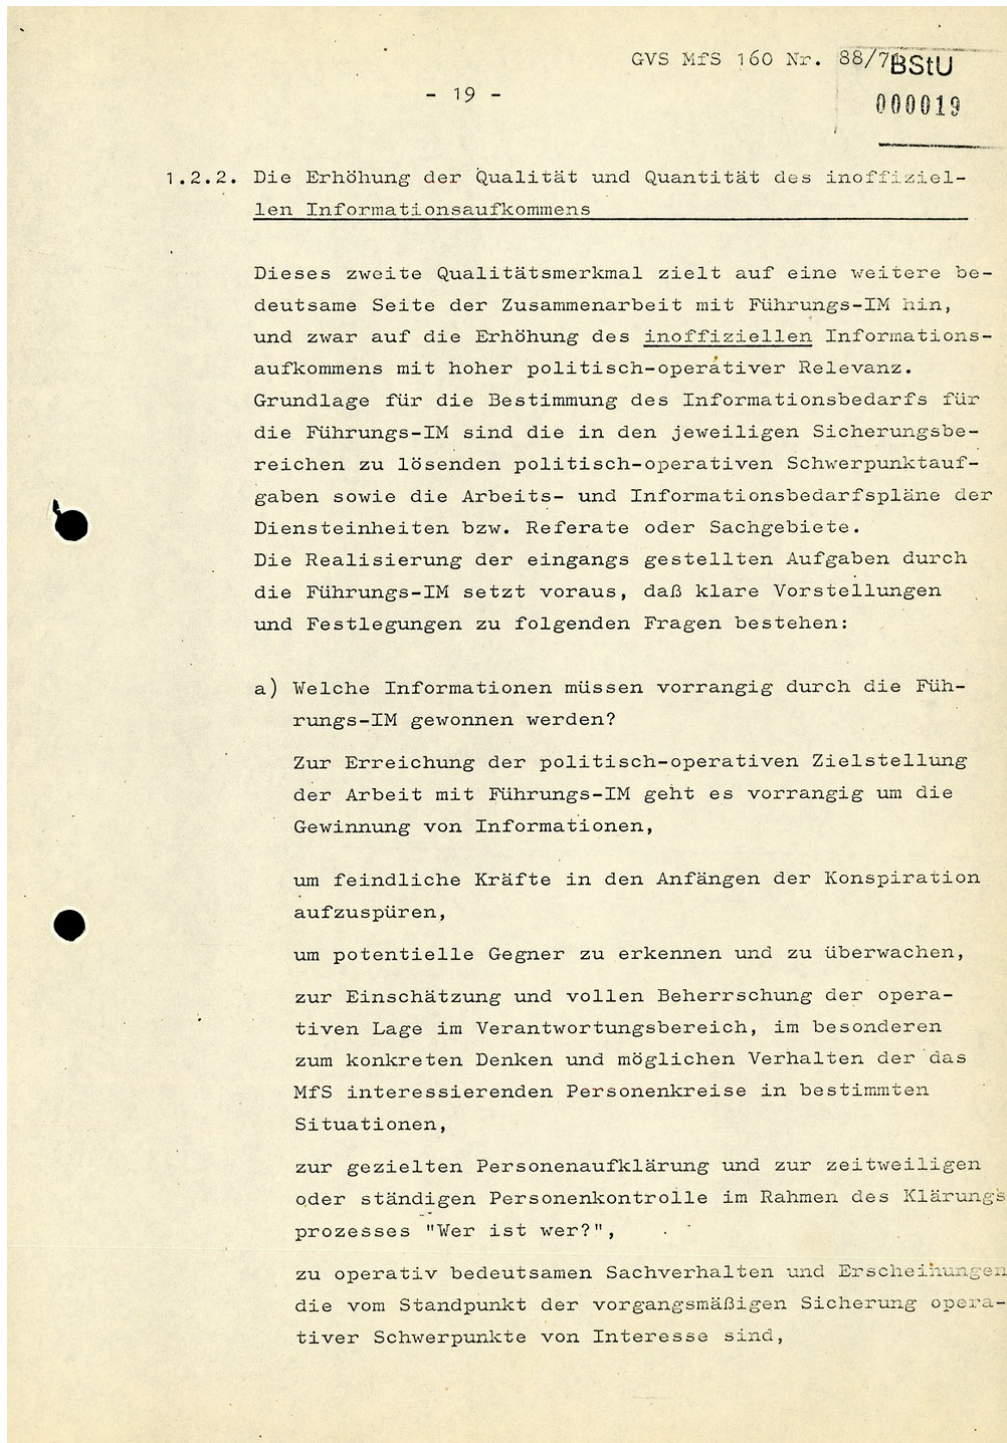 GVS MfS 160 Nr. 88/7
BStU
- 19 -
000019
1.2.2. Die Erhöhung der Qualität und Quantität des inoffiziel-
len Informationsaufkommens
Dieses zweite Qualitätsmerkmal zielt auf eine weitere be-
deutsame Seite der Zusammenarbeit mit Führungs-IM hin,
und zwar auf die Erhöhung des inoffiziellen Informations-
aufkommens mit hoher politisch-operativer Relevanz.
Grundlage für die Bestimmung des Informationsbedarfs für
die Führungs-IM sind die in den jeweiligen Sicherungsbe-
reichen zu lösenden politisch-operativen Schwerpunktauf-
gaben sowie die Arbeits- und Informationsbedarfspläne der
Diensteinheiten bzw. Referate oder Sachgebiete.
Die Realisierung der eingangs gestellten Aufgaben durch
die Führungs-IM setzt voraus, daß klare Vorstellungen
und Festlegungen zu folgenden Fragen bestehen:
a) Welche Informationen müssen vorrangig durch die Füh-
rungs-IM gewonnen werden?
Zur Erreichung der politisch-operativen Zielstellung
der Arbeit mit Führungs-IM geht es vorrangig um die
Gewinnung von Informationen,
um feindliche Kräfte in den Anfängen der Konspiration
aufzuspüren,
um potentielle Gegner zu erkennen und zu überwachen,
zur Einschätzung und vollen Beherrschung der opera-
tiven Lage im Verantwortungsbereich, im besonderen
zum konkreten Denken und möglichen Verhalten der das
MfS interessierenden Personenkreise in bestimmten
Situationen,
zur gezielten Personenaufklärung und zur zeitweiligen
oder ständigen Personenkontrolle im Rahmen des Klärungs
prozesses "Wer ist wer?",
zu operativ bedeutsamen Sachverhalten und Erscheinungen
die vom Standpunkt der vorgangsmäßigen Sicherung opera-
tiver Schwerpunkte von Interesse sind,